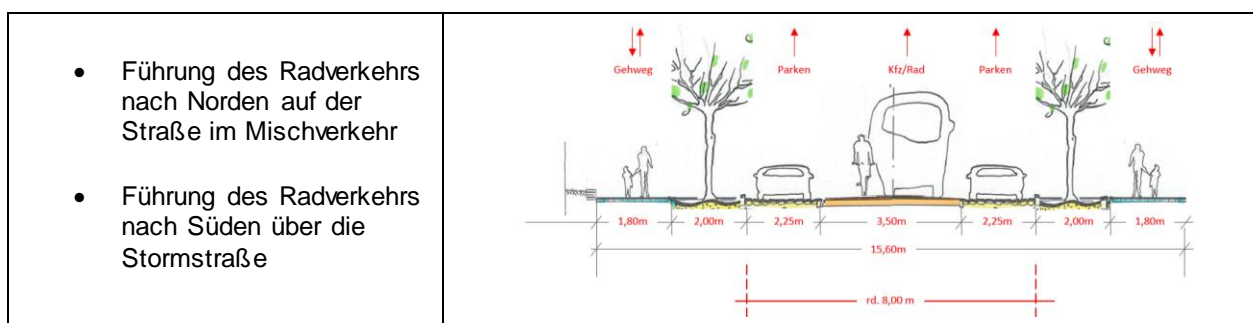 • Führung des Radverkehrs
nach Norden auf der
Straße im Mischverkehr
• Führung des Radverkehrs
nach Süden über die
Stormstraße
Gehweg Parken Kfz/Rad Parken Gehweg
1,80m 2,00m 2,25m 3,50m 2,25m 2,00m 1,80m
15,60m
rd. 8,00 m